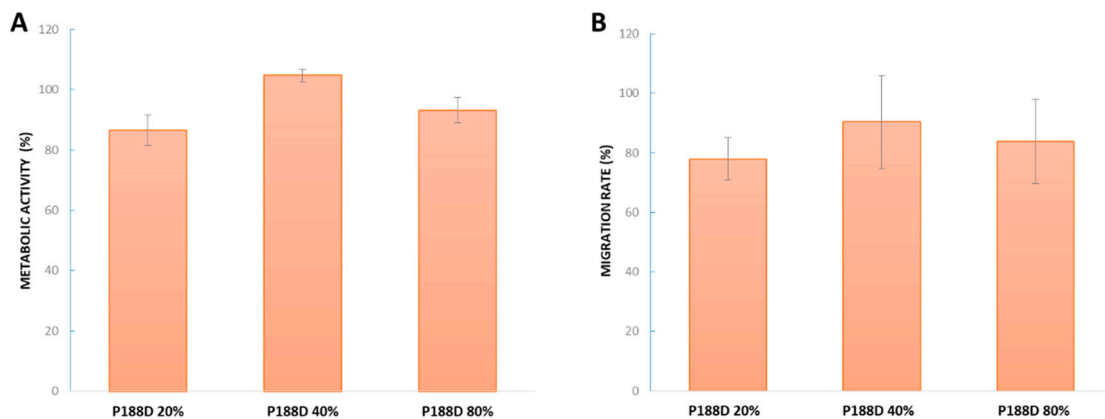 A
METABOLIC ACTIVITY (%)
120
100
80
60
40
20
0
P188D 20%
P188D 40%
P188D 80%
B
MIGRATION RATE (%)
120
100
80
60
40
20
0
P188D 20%
P188D 40%
P188D 80%